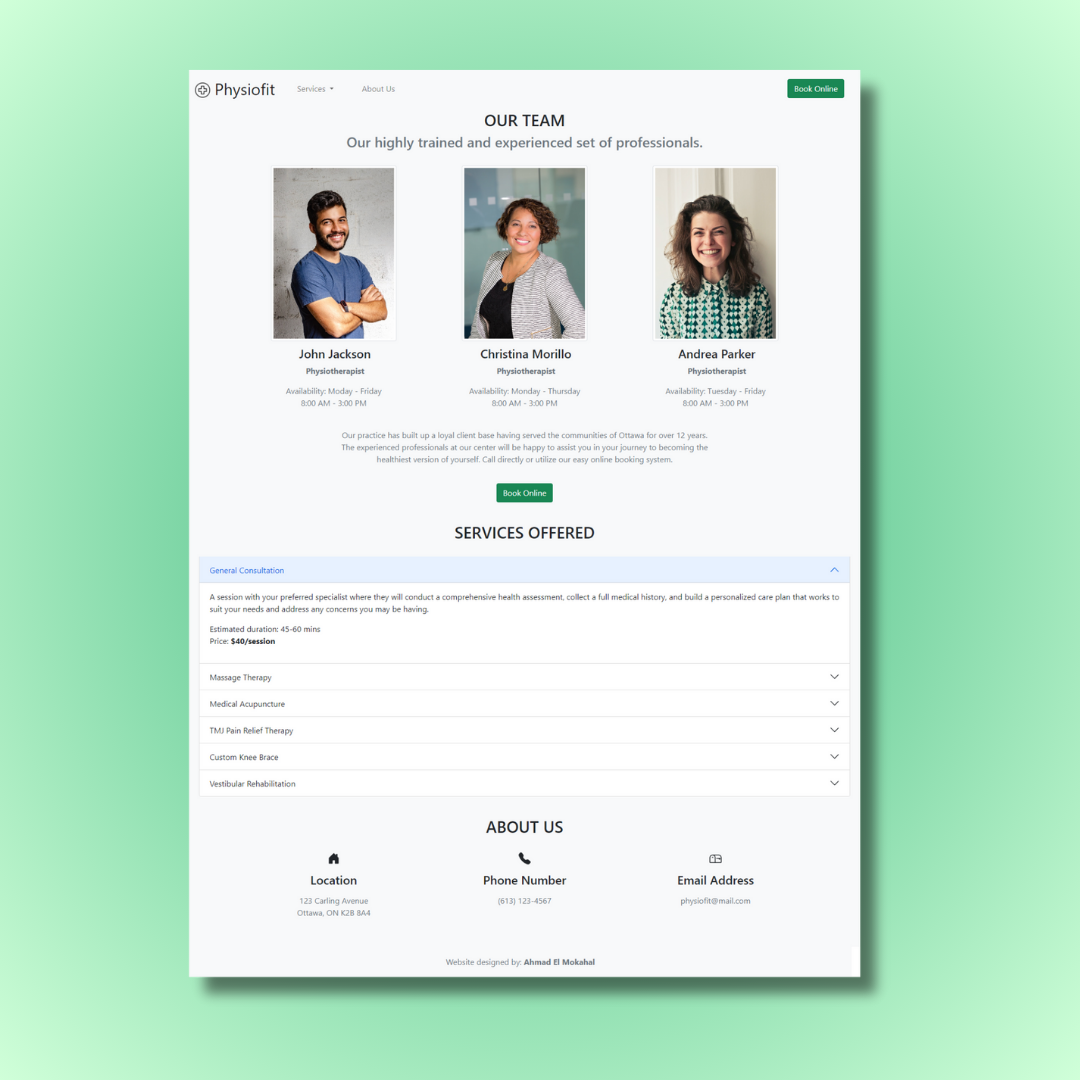 Physiofit
Services
About Us
Book Online
OUR TEAM
Our highly trained and experienced set of professionals.
John Jackson
Physiotherapist
Availability: Moday - Friday
8:00 AM - 3:00 PM
Christina Morillo
Physiotherapist
Availability: Monday - Thursday
8:00 AM - 3:00 PM
Andrea Parker
Physiotherapist
Availability: Tuesday - Friday
8:00 AM - 3:00 PM
Our practice has built up a loyal client base having served the communities of Ottawa for over 12 years.
The experienced professionals at our center will be happy to assist you in your journey to becoming the
healthiest version of yourself. Call directly or utilize our easy online booking system.
Book Online
SERVICES OFFERED
General Consultation
A session with your preferred specialist where they will conduct a comprehensive health assessment, collect a full medical history, and build a personalized care plan that works to
suit your needs and address any concerns you may be having.
Estimated duration: 45-60 mins
Price: $40/session
Massage Therapy
Medical Acupuncture
TMJ Pain Relief Therapy
Custom Knee Brace
Vestibular Rehabilitation
ABOUT US
Location
123 Carling Avenue
Ottawa, ON K2B 8A4
Phone Number
(613) 123-4567
Email Address
physiofit@mail.com
Website designed by: Ahmad El Mokahal